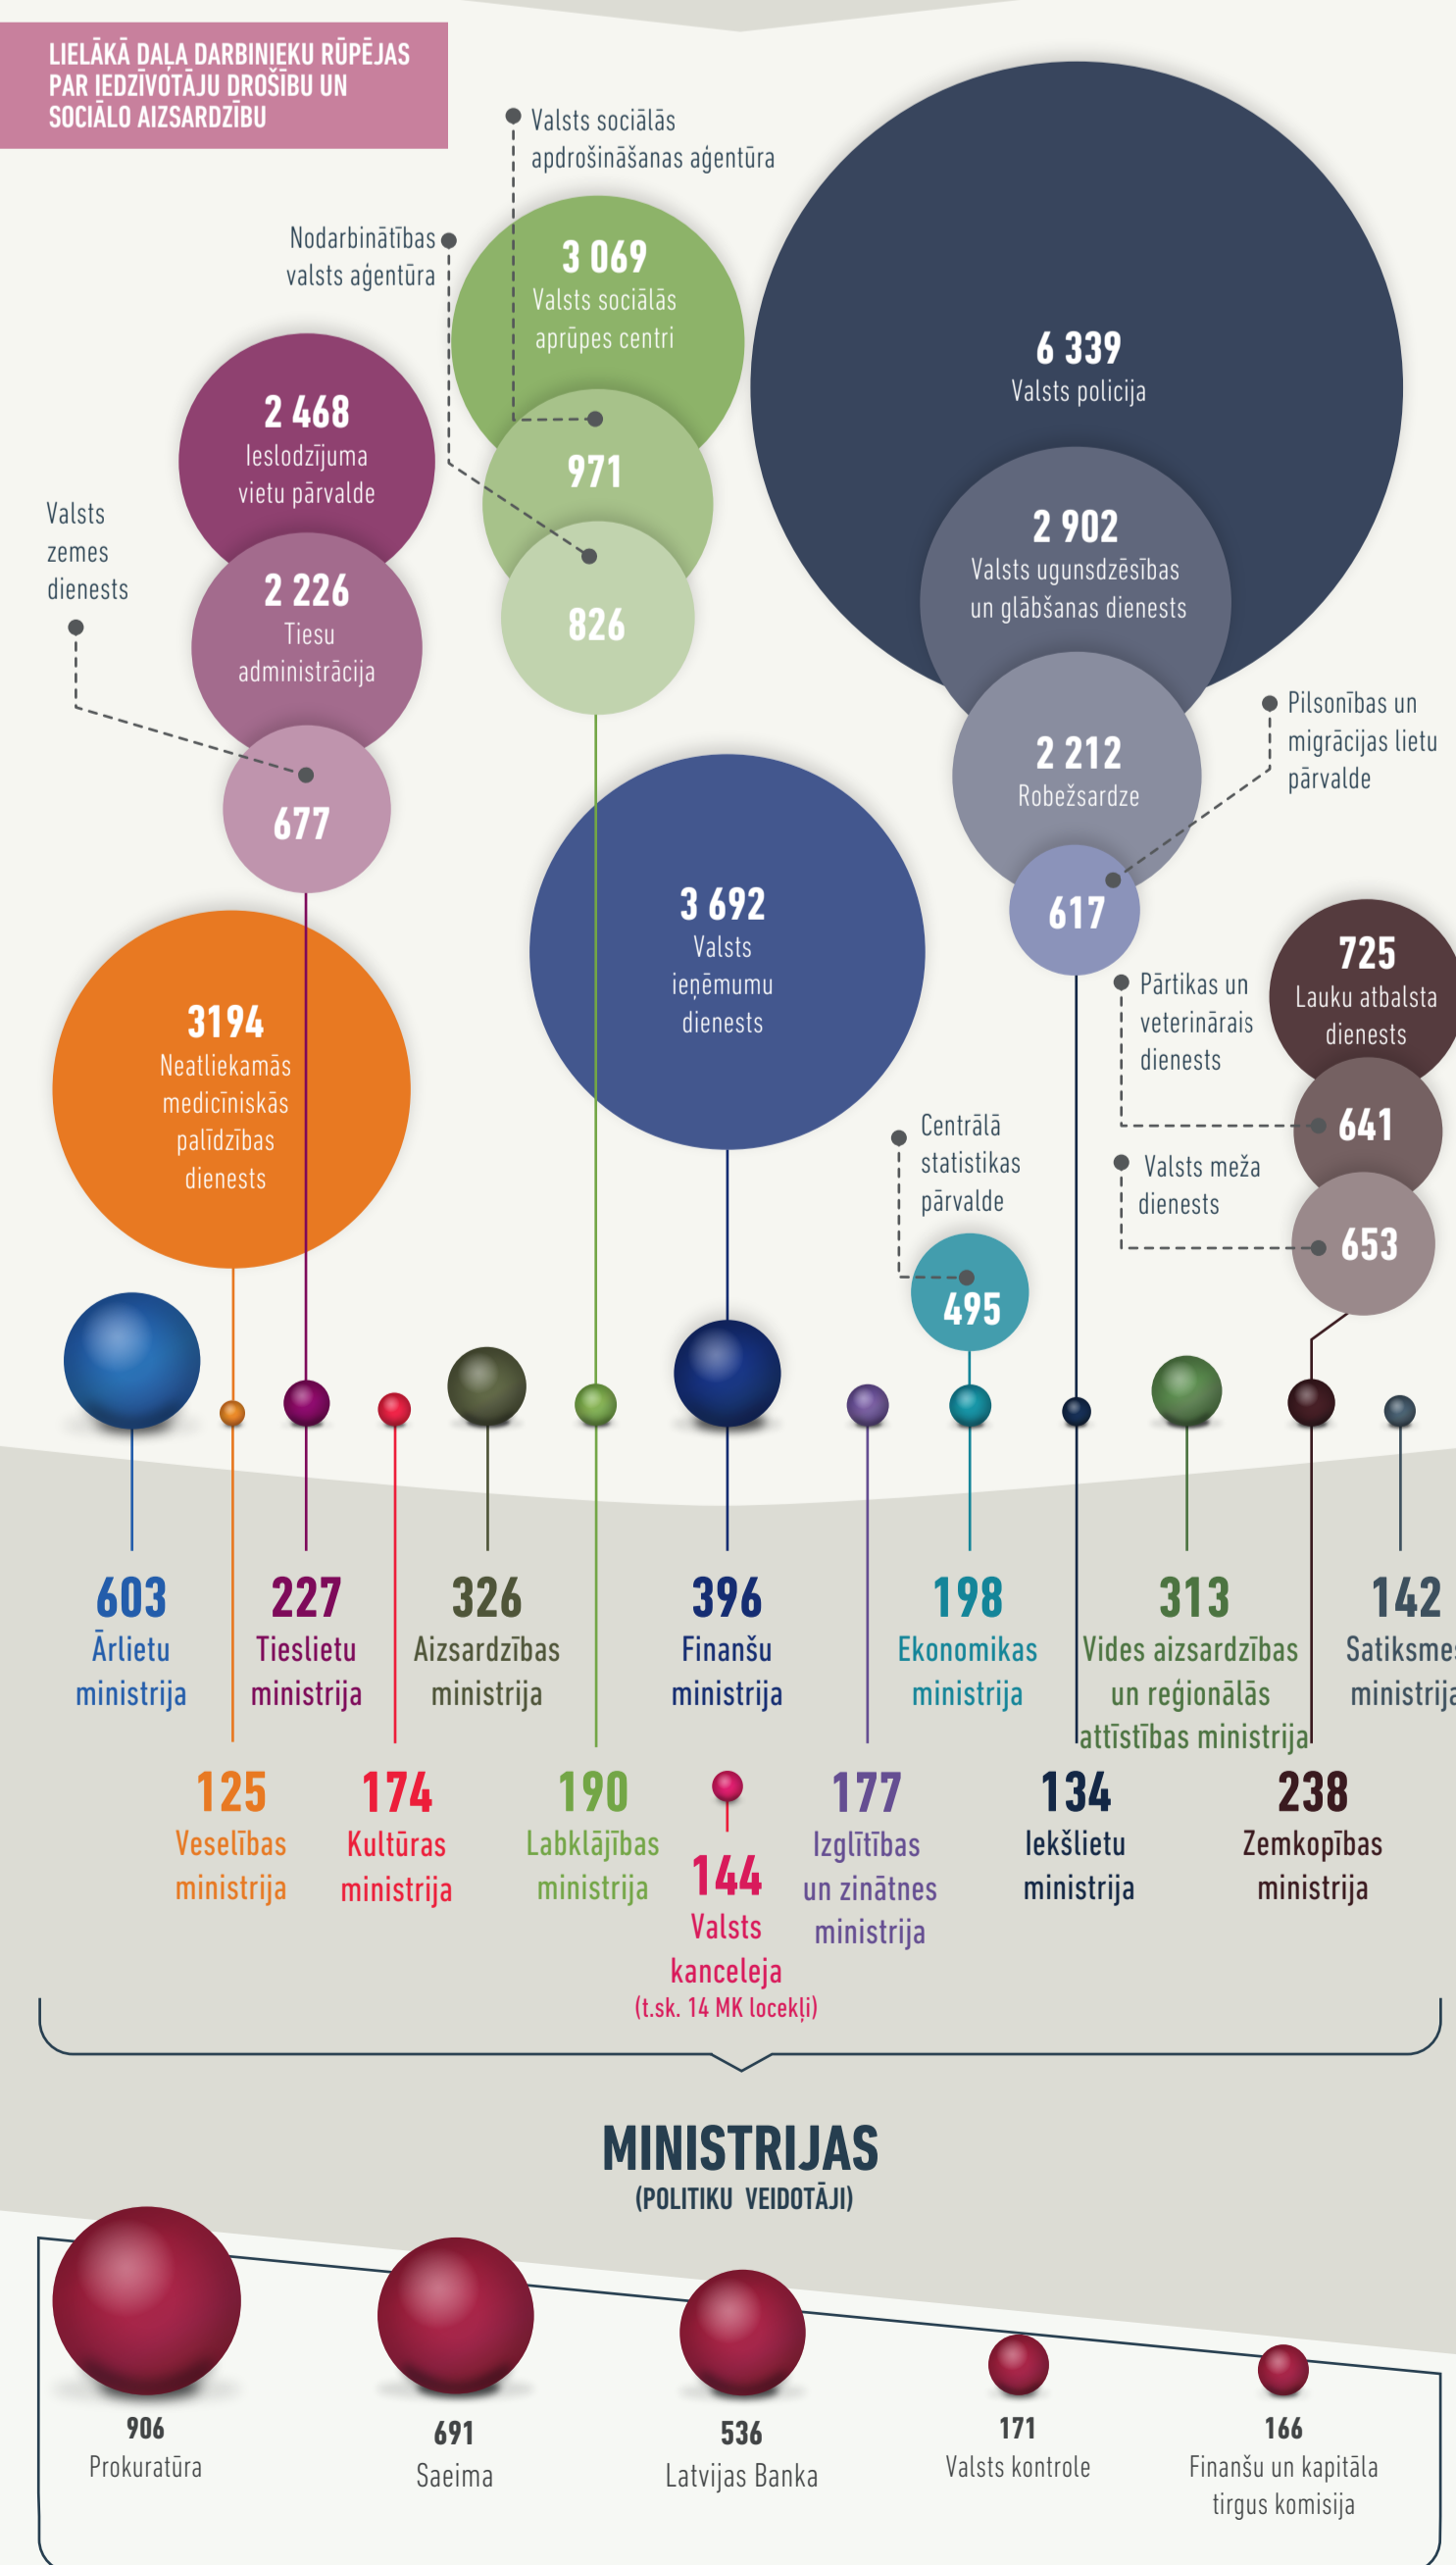 LIELĀKĀ DAĻA DARBINIEKU RŪPĒJAS
PAR IEDZĪVOTĀJU DROŠĪBU UN
SOCIĀLO AIZSARDZĪBU
Valsts sociālās
apdrošināšanas aģentūra
Nodarbinātības
valsts aģentūra
3 069
Valsts sociālās
aprūpes centri
971
826
6 339
Valsts policija
2 902
Valsts ugunsdzēsības
un glābšanas dienests
2 212
Robežsardze
617
Pilsonības un
migrācijas lietu
pārvalde
2 468
Ieslodzījuma
vietu pārvalde
2 226
Tiesu
administrācija
677
Valsts
zemes
dienests
3194
Neatliekamās
medicīniskās
palīdzības
dienests
3 692
Valsts
ieņēmumu
dienests
725
Lauku atbalsta
dienests
Pārtikas un
veterinārais
dienests
641
Valsts meža
dienests
653
Centrālā
statistikas
pārvalde
495
603
Ārlietu
ministrija
227
Tieslietu
ministrija
326
Aizsardzības
ministrija
396
Finanšu
ministrija
198
Ekonomikas
ministrija
313
Vides aizsardzības
un reģionālās
attīstības ministrija
142
Satiksmes
ministrija
125
Veselības
ministrija
174
Kultūras
ministrija
190
Labklājības
ministrija
144
Valsts
kanceleja
(t.sk. 14 MK locekļi)
177
Izglītības
un zinātnes
ministrija
134
Iekšlietu
ministrija
238
Zemkopības
ministrija
MINISTRIJAS
(POLITIKU VEIDOTĀJI)
906
Prokuratūra
691
Saeima
536
Latvijas Banka
171
Valsts kontrole
166
Finanšu un kapitāla
tirgus komisija